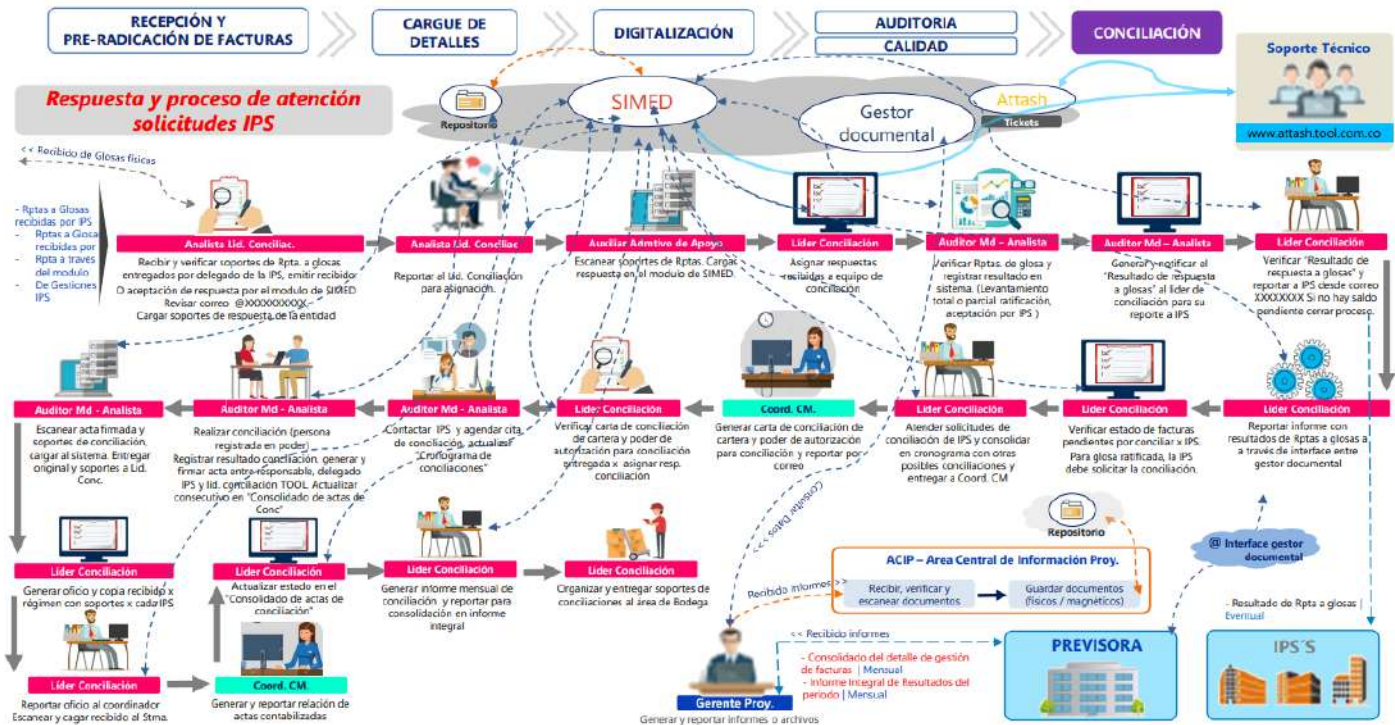 RECEPCIÓN Y
PRE-RADICACIÓN DE FACTURAS
CARGUE DE
DETALLES
DIGITALIZACIÓN
AUDITORIA
CALIDAD
CONCILIACIÓN
Soporte Técnico
www.attash.tool.com.co
Respuesta y proceso de atención
solicitudes IPS
Repositorio
SIMED
Gestor
documental
Attash
Tickets
<< Recibido de Glosas físicas
- Rptas a Glosas
recibidas por IPS
- Rptas a Glosa
recibidas por
- Rpta a través
del modulo
- De Gestiones
IPS
Analista Lid. Conciliac.
Recibir y verificar soportes de Rpta. a glosas
entregados por delegado de la IPS, emitir recibido
O aceptación de respuesta por el modulo de SIMED
Revisar correo @XXXXXXXXXX
Cargar soportes de respuesta de la entidad
Analista Lid. Conciliac
Reportar al Lid. Conciliación
para asignación.
Auxiliar Admtivo de Apoyo
Escanear soportes de Rptas. Cargar
respuesta en el modulo de SIMED
Líder Conciliación
Asignar respuestas
recibidas a equipo de
conciliación
Auditor Md – Analista
Verificar Rptas. de glosa y
registrar resultado en
sistema. (Levantamiento
total o parcial ratificación,
aceptación por IPS )
Auditor Md – Analista
Generar y notificar el
"Resultado de respuesta
a glosas" al líder de
conciliación para su
reporte a IPS
Líder Conciliación
Verificar "Resultado de
respuesta a glosas" y
reportar a IPS desde correo
XXXXXXXX Si no hay saldo
pendiente cerrar proceso.
Auditor Md - Analista
Escanear acta firmada y
soportes de conciliación,
cargar al sistema. Entregar
original y soportes a Lid.
Conc.
Auditor Md - Analista
Realizar conciliación (persona
registrada en poder)
Registrar resultado conciliación, generar y
firmar acta entre responsable, delegado
IPS y lid. conciliación TOOL. Actualizar
consecutivo en "Consolidado de actas de
Conc"
Auditor Md - Analista
Contactar IPS y agendar cita
de conciliación, actualizar
"Cronograma de
conciliaciones"
Líder Conciliación
Verificar carta de conciliación
de cartera y poder de
autorización para conciliación
entregada x asignar resp.
conciliación
Coord. CM.
Generar carta de conciliación de
cartera y poder de autorización
para conciliación y reportar por
correo
Líder Conciliación
Atender solicitudes de
conciliación de IPS y consolidar
en cronograma con otras
posibles conciliaciones y
entregar a Coord. CM
Líder Conciliación
Verificar estado de facturas
pendientes por conciliar x IPS.
Para glosa ratificada, la IPS
debe solicitar la conciliación.
Líder Conciliación
Reportar informe con
resultados de Rptas a glosas a
a través de interface entre
gestor documental
Líder Conciliación
Generar oficio y copia recibido x
régimen con soportes x cada IPS
Líder Conciliación
Actualizar estado en el
"Consolidado de actas de
conciliación"
Líder Conciliación
Generar informe mensual de
conciliación y reportar para
consolidación en informe
integral
Líder Conciliación
Organizar y entregar soportes de
conciliaciones al área de Bodega
Líder Conciliación
Reportar oficio al coordinador
Escanear y cagar recibido al Stma.
Coord. CM.
Generar y reportar relación de
actas contabilizadas
<<< Consultar Datos
Repositorio
ACIP – Area Central de Información Proy.
Recibir, verificar y
escanear documentos
Guardar documentos
(físicos / magnéticos)
Recibido informes >>
<< Recibido informes
- Consolidado del detalle de gestión
de facturas | Mensual
- Informe Integral de Resultados del
periodo | Mensual
Gerente Proy.
Generar y reportar informes o archivos
@ Interface gestor
documental
PREVISORA
- Resultado de Rpta a glosas |
Eventual
IPS´S